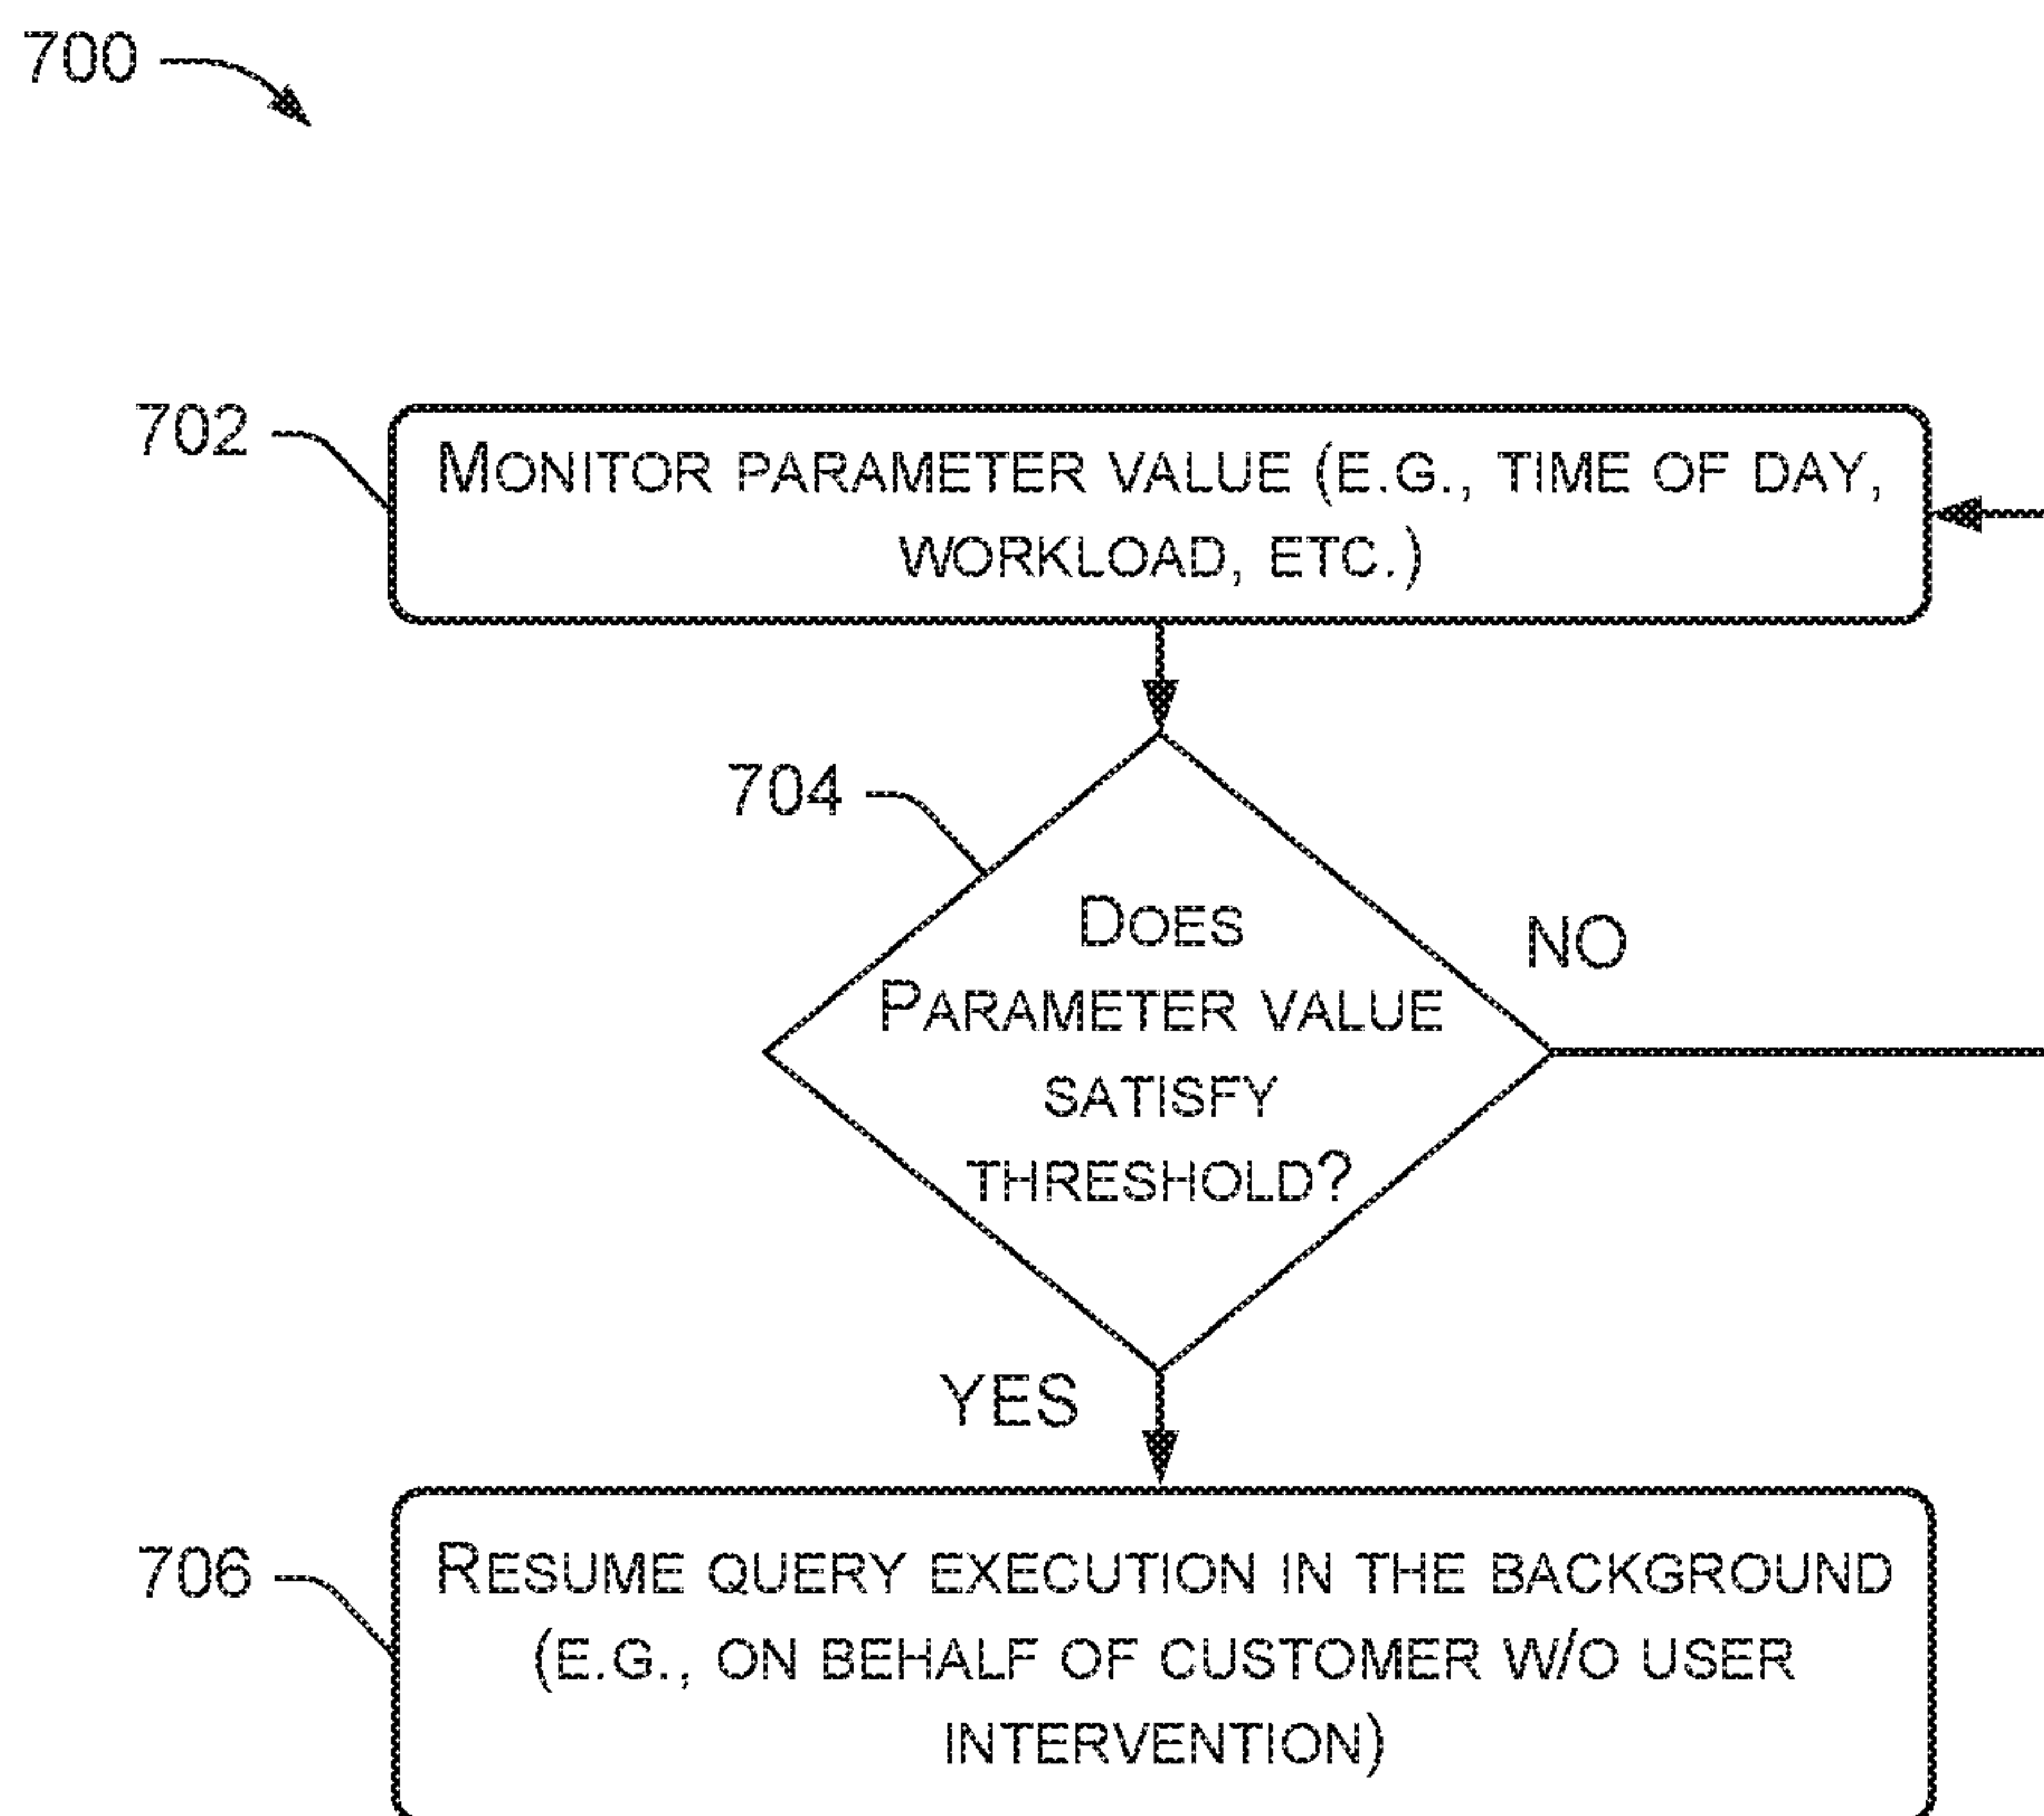 700
702
MONITOR PARAMETER VALUE (E.G., TIME OF DAY,
WORKLOAD, ETC.)
704
DOES
PARAMETER VALUE
SATISFY
THRESHOLD?
NO
YES
706
RESUME QUERY EXECUTION IN THE BACKGROUND
(E.G., ON BEHALF OF CUSTOMER W/O USER
INTERVENTION)